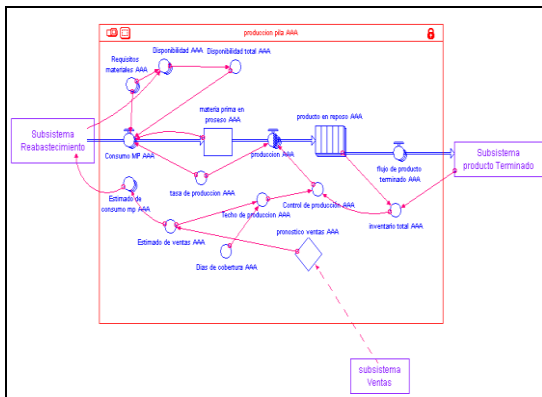 produccion pila AAA
Requisitos
materiales AAA
Disponibilidad AAA
Disponibilidad total AAA
materia prima en
proseso AAA
producto en reposo AAA
Subsistema
Reabastecimiento
Consumo MP AAA
produccion AAA
Subsistema
producto Terminado
flujo de producto
terminado AAA
tasa de produccion AAA
Estimado de
consumo mp AAA
Techo de produccion AAA
Control de producción AAA
Estimado de ventas AAA
pronostico ventas AAA
inventario total AAA
Dias de cobertura AAA
subsistema
Ventas